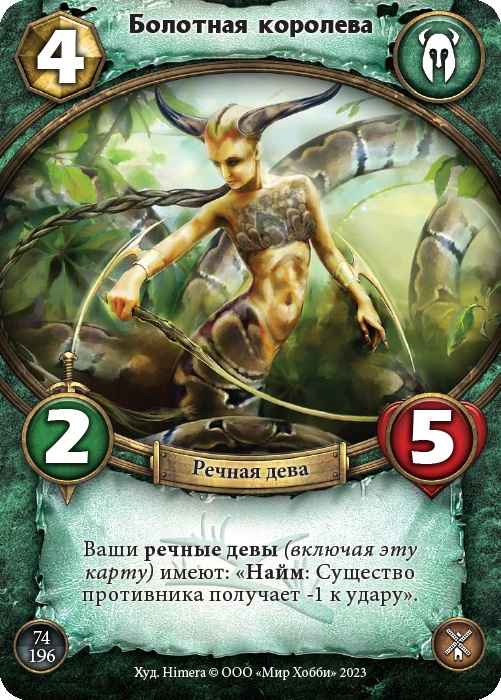 Болотная королева
4
2
5
Речная дева
Ваши речные девы (включая эту
карту) имеют: «Найм: Существо
противника получает -1 к удару».
74
196
Худ. Himera © ООО «Мир Хобби» 2023